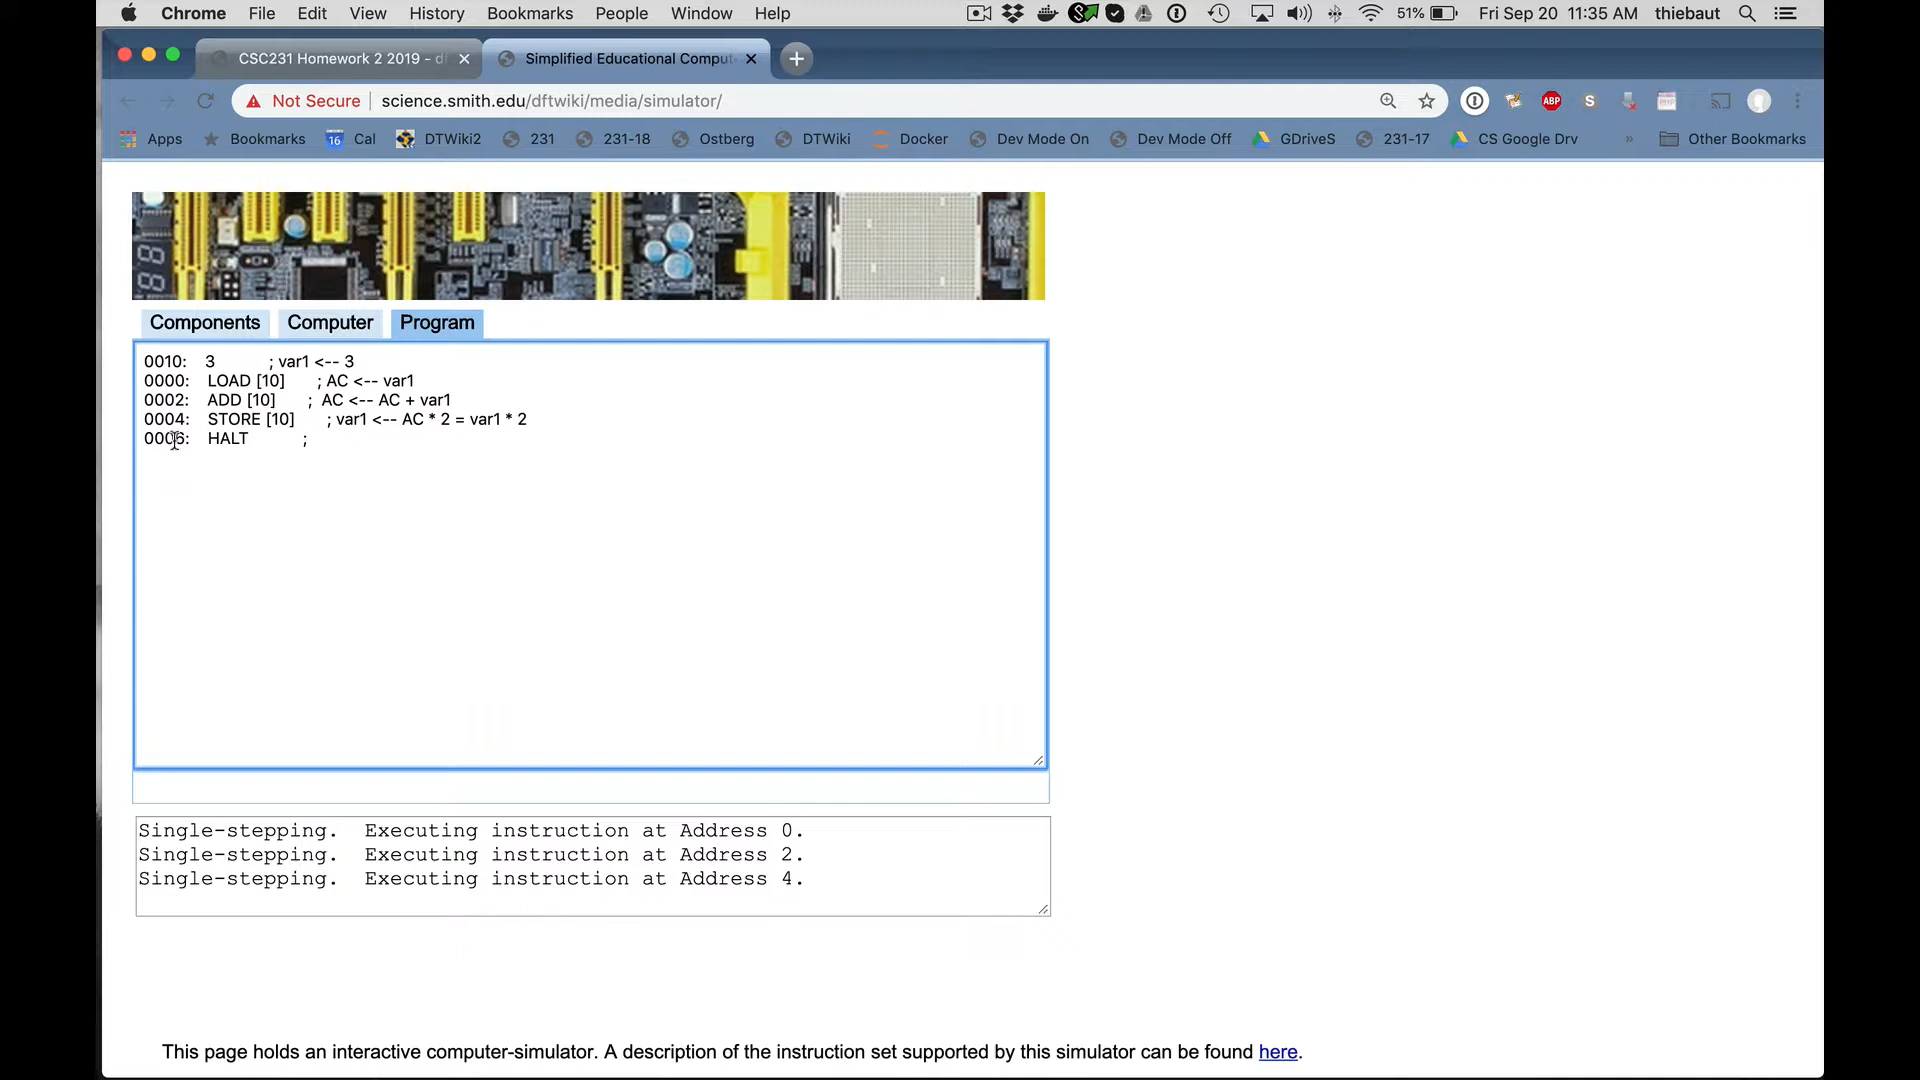 Chrome File Edit View History Bookmarks People Window Help 51% Fri Sep 20 11:35 AM thiebaut
CSC231 Homework 2 2019 - df Simplified Educational Comput
Not Secure science.smith.edu/dftwiki/media/simulator/ ABP S
Apps Bookmarks 16 Cal DTWiki2 231 231-18 Ostberg DTWiki Docker Dev Mode On Dev Mode Off GDriveS 231-17 CS Google Drv » Other Bookmarks
88
Components Computer Program
0010: 3 ; var1 <-- 3
0000: LOAD [10] ; AC <-- var1
0002: ADD [10] ; AC <-- AC + var1
0004: STORE [10] ; var1 <-- AC * 2 = var1 * 2
0006: HALT ;
Single-stepping. Executing instruction at Address 0.
Single-stepping. Executing instruction at Address 2.
Single-stepping. Executing instruction at Address 4.
This page holds an interactive computer-simulator. A description of the instruction set supported by this simulator can be found here.